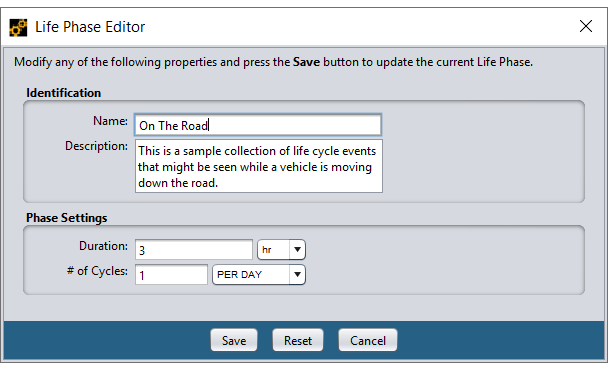 Life Phase Editor
Modify any of the following properties and press the Save button to update the current Life Phase.
Identification
Name: On The Road
Description: This is a sample collection of life cycle events
that might be seen while a vehicle is moving
down the road.
Phase Settings
Duration: 3 hr
# of Cycles: 1 PER DAY
Save Reset Cancel